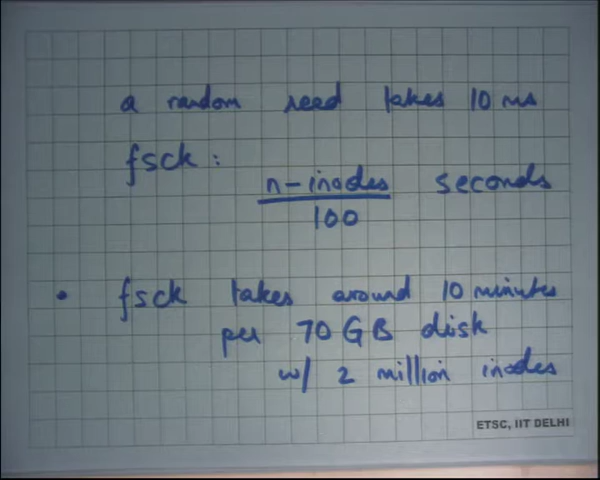 a random read takes 10 ms
fsck:
n-inodes seconds
100
• fsck takes around 10 minutes
per 70 GB disk
w/ 2 million inodes
ETSC, IIT DELHI